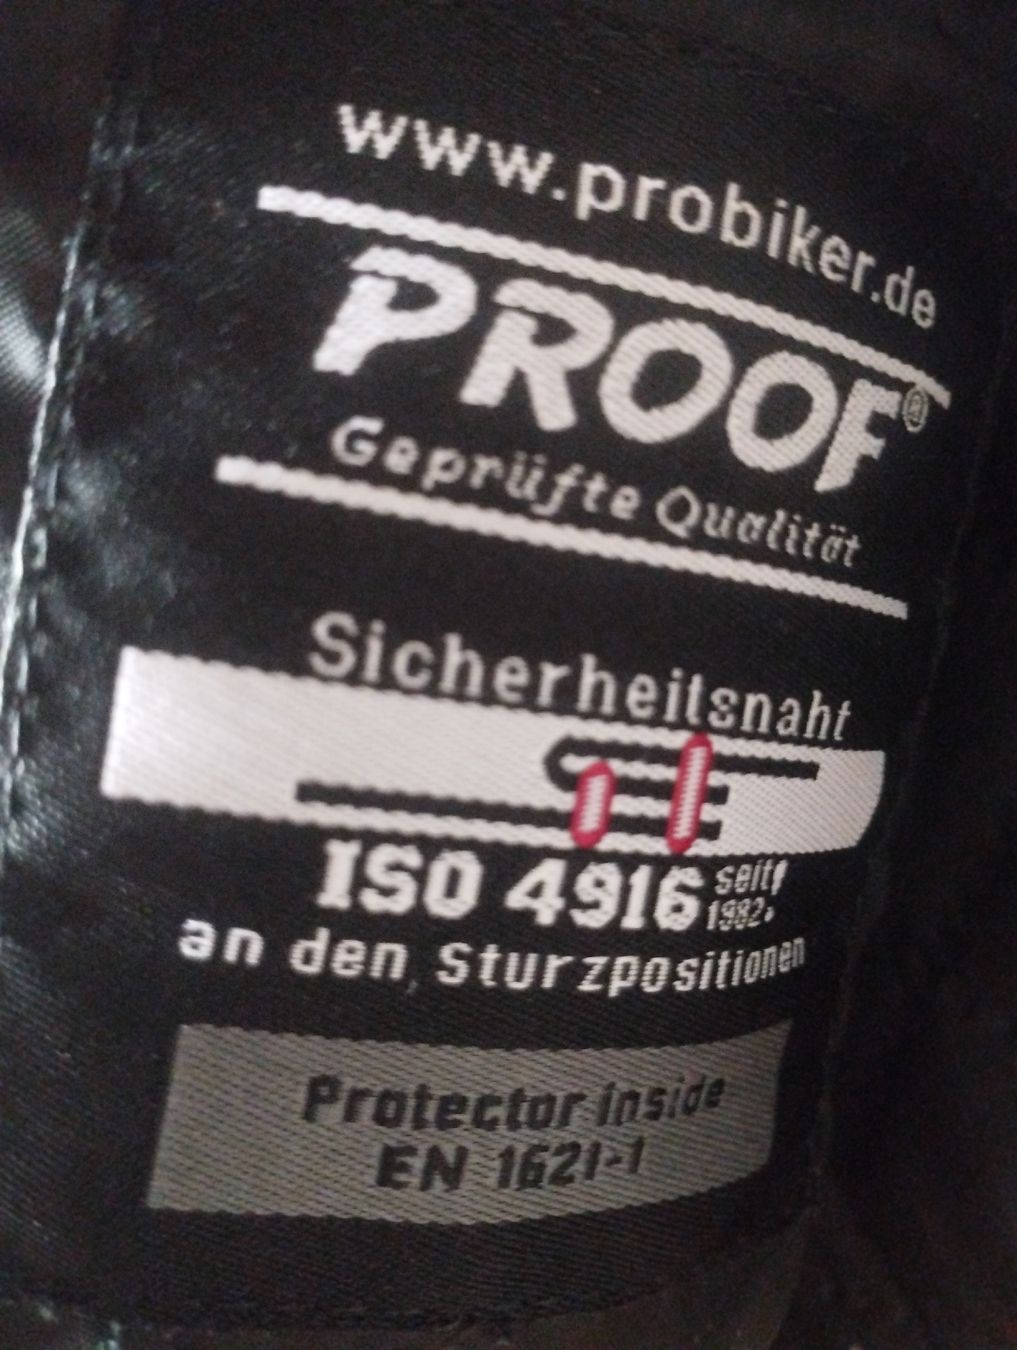 www.probiker.de
PROOF®
Geprüfte Qualität
Sicherheitsnaht
ISO 4916 seit 1982!
an den Sturzpositionen
Protector inside
EN 1621-1